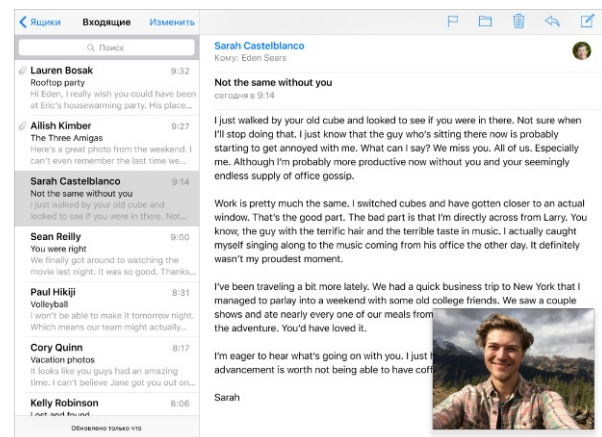 Ящики Входящие Изменить
Поиск
Lauren Bosak 9:32
Rooftop party
Hi Eden, I really wish you could have been
at Eric's housewarming party. His place...
Ailish Kimber 9:27
The Three Amigas
Here's a great photo from the weekend. I
can't even remember the last time we...
Sarah Castelblanco 9:14
Not the same without you
I just walked by your old cube and
looked to see if you were in there. Not...
Sean Reilly 9:00
You were right
We finally got around to watching the
movie last night. It was so good. Thanks...
Paul Hikiji 8:31
Volleyball
I won't be able to make it tomorrow night.
Which means our team might actually...
Cory Quinn 8:17
Vacation photos
It looks like you guys had an amazing
time. I can't believe Jane got you out on...
Kelly Robinson 8:06
Lost and found
Обновлено только что
Sarah Castelblanco
Кому: Eden Sears
Not the same without you
сегодня в 9:14
I just walked by your old cube and looked to see if you were in there. Not sure when
I'll stop doing that. I just know that the guy who's sitting there now is probably
starting to get annoyed with me. What can I say? We miss you. All of us. Especially
me. Although I'm probably more productive now without you and your seemingly
endless supply of office gossip.
Work is pretty much the same. I switched cubes and have gotten closer to an actual
window. That's the good part. The bad part is that I'm directly across from Larry. You
know, the guy with the terrific hair and the terrible taste in music. I actually caught
myself singing along to the music coming from his office the other day. It definitely
wasn't my proudest moment.
I've been traveling a bit more lately. We had a quick business trip to New York that I
managed to parlay into a weekend with some old college friends. We saw a couple
shows and ate nearly every one of our meals from
the adventure. You'd have loved it.
I'm eager to hear what's going on with you. I just
advancement is worth not being able to have
Sarah